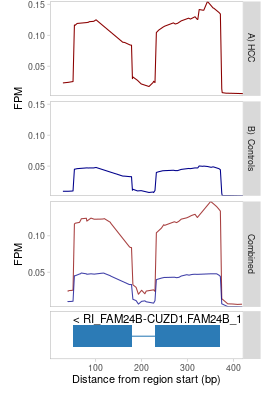 0.15
0.10
0.05
FPM
A) HCC
0.15
0.10
0.05
B) Controls
0.10
0.05
FPM
Combined
< RI_FAM24B-CUZD1.FAM24B_1
100
200
300
400
Distance from region start (bp)